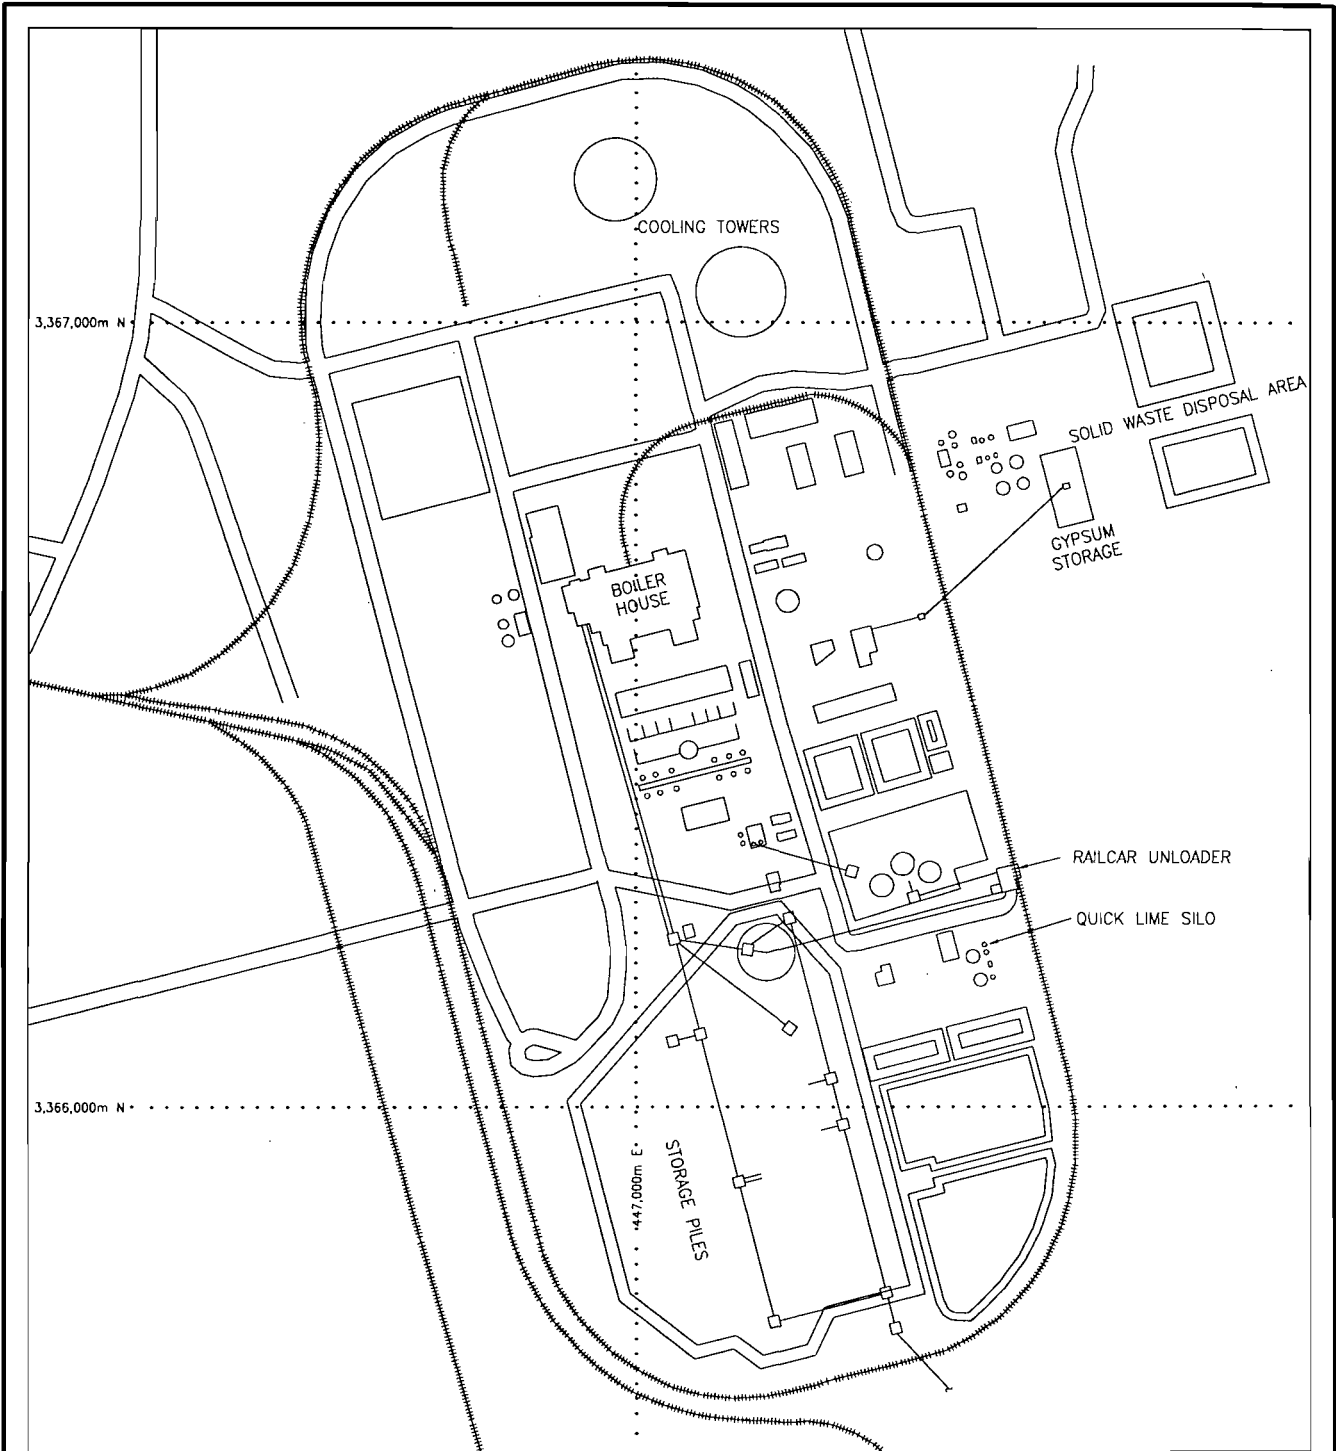 COOLING TOWERS
3,367,000m N
SOLID WASTE DISPOSAL AREA
GYPSUM
STORAGE
BOILER
HOUSE
RAILCAR UNLOADER
QUICK LIME SILO
3,366,000m N
STORAGE PILES
447,000m E